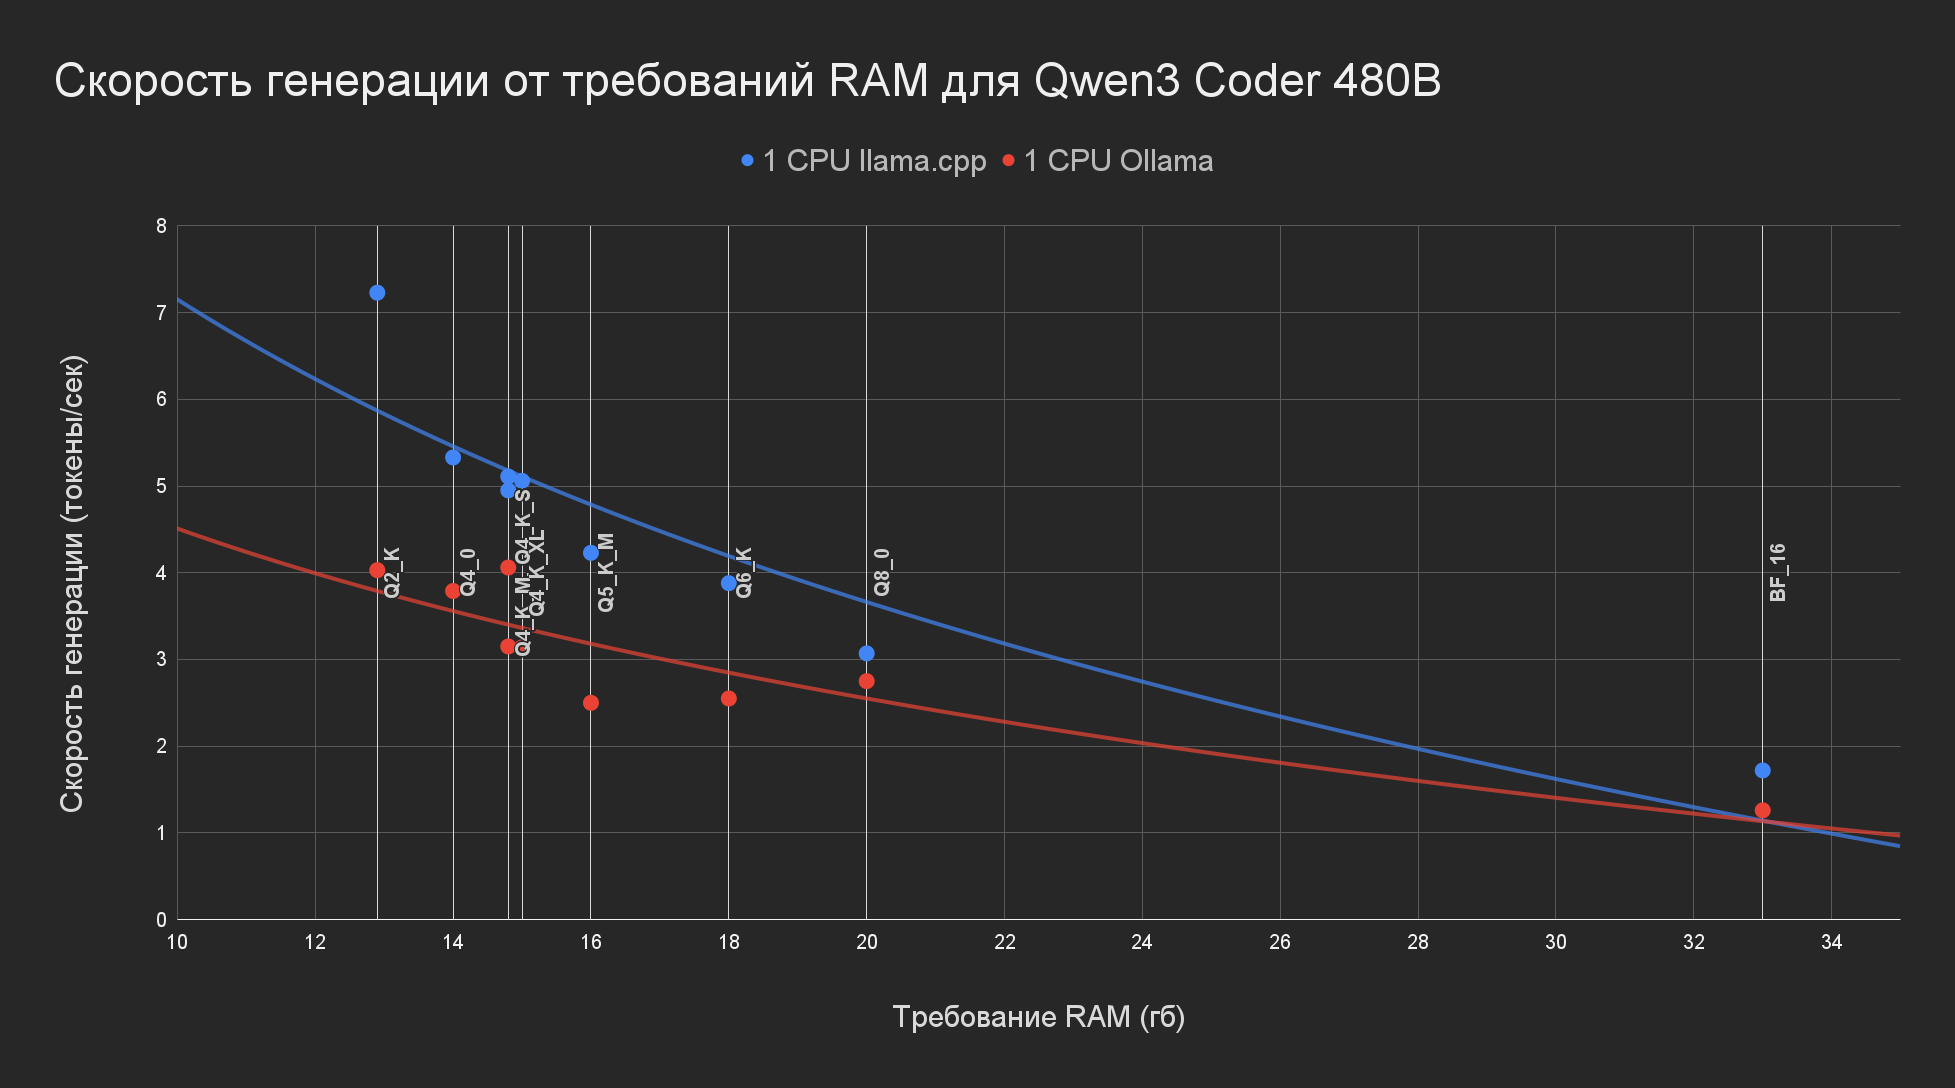 Скорость генерации от требований RAM для Qwen3 Coder 480B
1 CPU llama.cpp 1 CPU Ollama
Скорость генерации (токены/сек)
8
7
6
5
4
3
2
1
0
Q2_K
Q4_0
Q4_K_M
Q4_K_S
Q4_K_XL
Q5_K_M
Q6_K
Q8_0
BF_16
10 12 14 16 18 20 22 24 26 28 30 32 34
Требование RAM (гб)